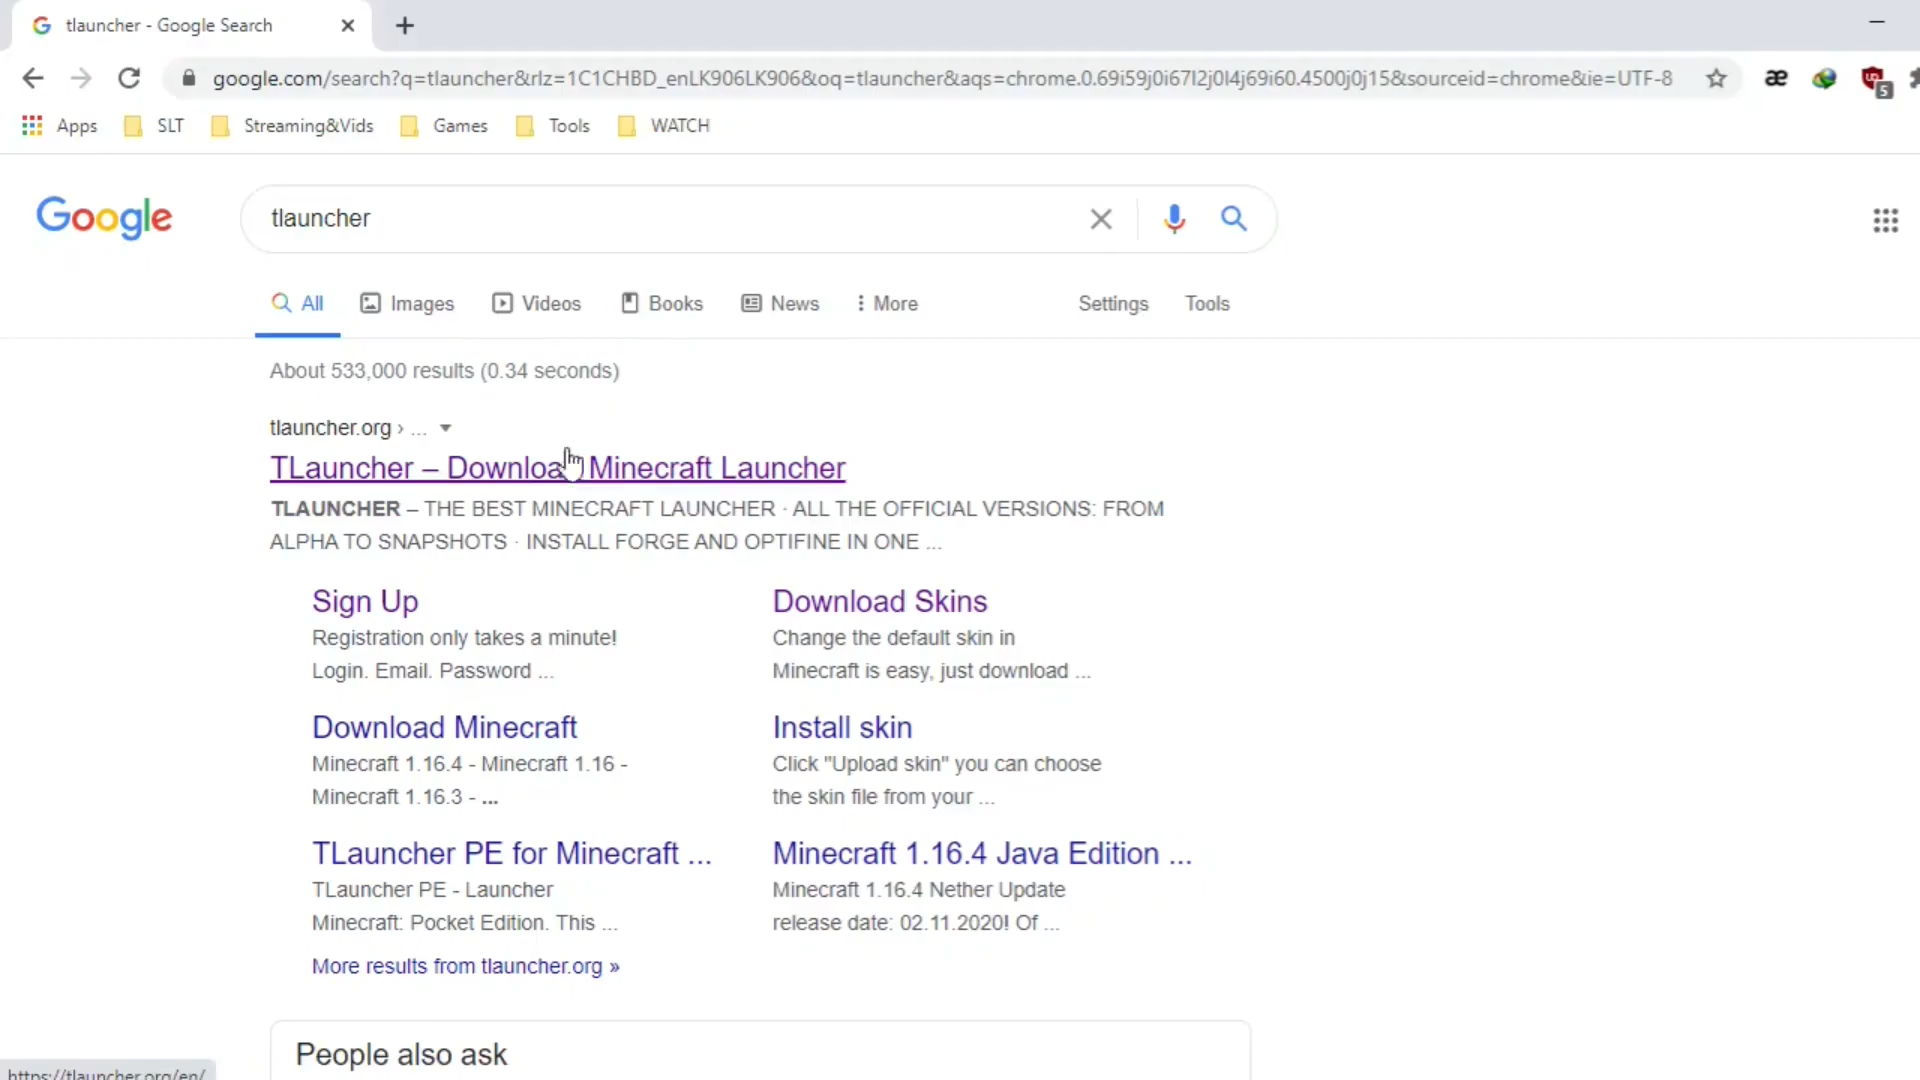 tlauncher - Google Search
google.com/search?q=tlauncher&rlz=1C1CHBD_enLK906LK906&oq=tlauncher&aqs=chrome.0.69i59j0i67l2j0l4j69i60.4500j0j15&sourceid=chrome&ie=UTF-8
5
Apps SLT Streaming&Vids Games Tools WATCH
Google
tlauncher
All Images Videos Books News More Settings Tools
About 533,000 results (0.34 seconds)
tlauncher.org › ...
TLauncher – Download Minecraft Launcher
TLAUNCHER – THE BEST MINECRAFT LAUNCHER · ALL THE OFFICIAL VERSIONS: FROM
ALPHA TO SNAPSHOTS · INSTALL FORGE AND OPTIFINE IN ONE ...
Sign Up
Registration only takes a minute!
Login. Email. Password ...
Download Skins
Change the default skin in
Minecraft is easy, just download ...
Download Minecraft
Minecraft 1.16.4 - Minecraft 1.16 -
Minecraft 1.16.3 - ...
Install skin
Click "Upload skin" you can choose
the skin file from your ...
TLauncher PE for Minecraft ...
TLauncher PE - Launcher
Minecraft: Pocket Edition. This ...
Minecraft 1.16.4 Java Edition ...
Minecraft 1.16.4 Nether Update
release date: 02.11.2020! Of ...
More results from tlauncher.org »
People also ask
https://tlauncher.org/en/